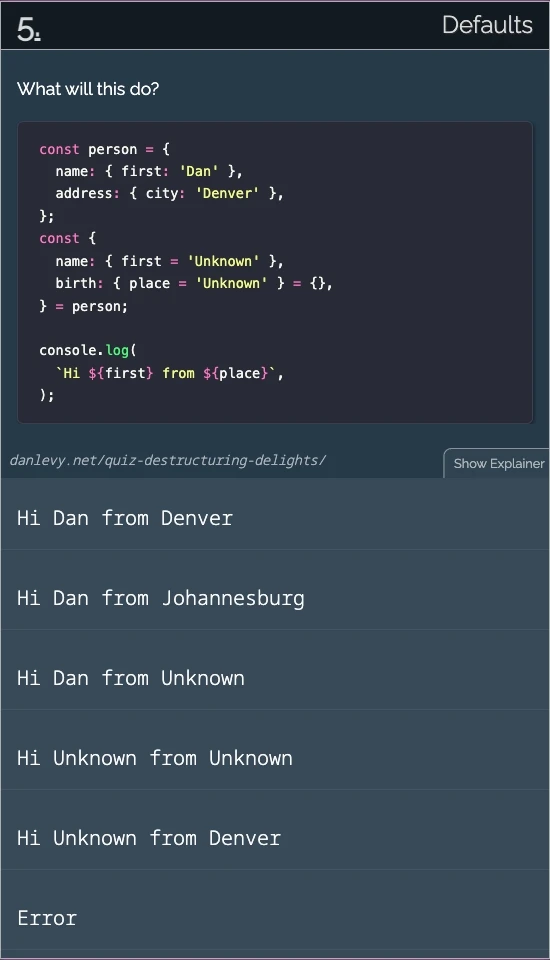 5.
Defaults
What will this do?
const person = {
  name: { first: 'Dan' },
  address: { city: 'Denver' },
};
const {
  name: { first = 'Unknown' },
  birth: { place = 'Unknown' } = {},
} = person;
console.log(
  `Hi ${first} from ${place}`,
);
danlevy.net/quiz-destructuring-delights/
Show Explainer
Hi Dan from Denver
Hi Dan from Johannesburg
Hi Dan from Unknown
Hi Unknown from Unknown
Hi Unknown from Denver
Error